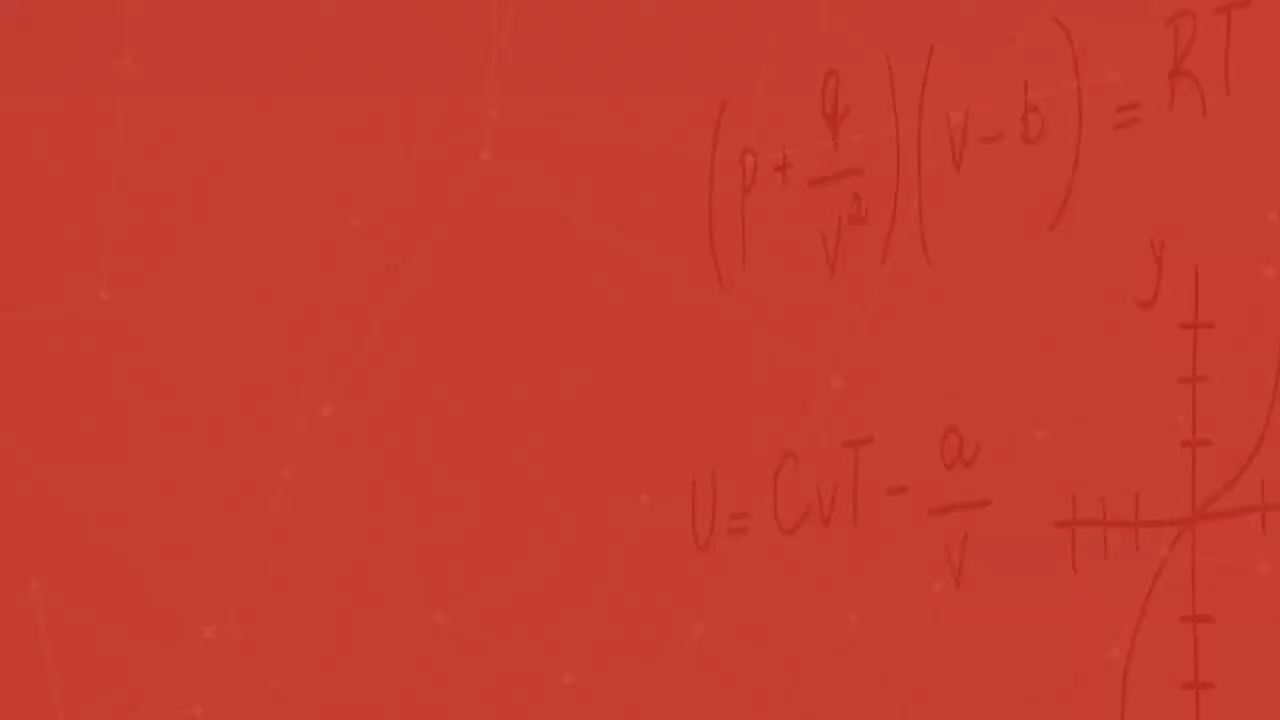 (p + q/v²)(v - b) = RT
y
U = CvT - a/v